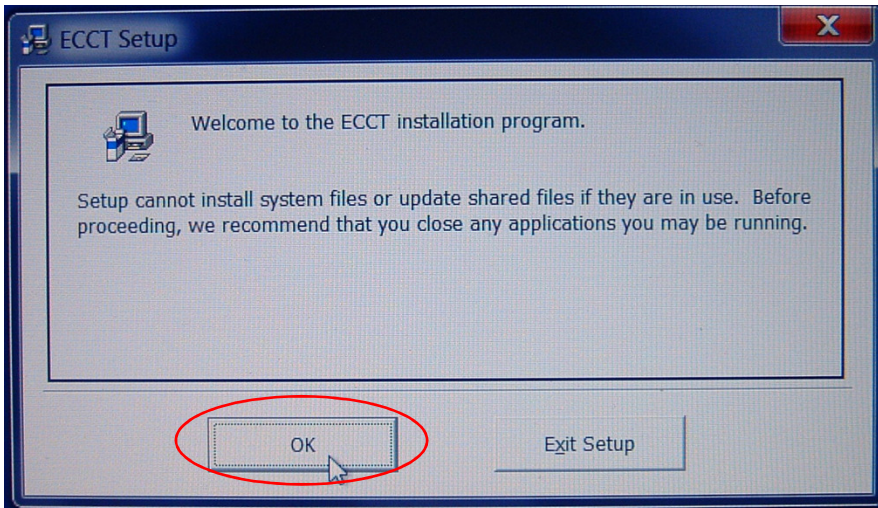 ECCT Setup
Welcome to the ECCT installation program.
Setup cannot install system files or update shared files if they are in use. Before
proceeding, we recommend that you close any applications you may be running.
OK
Exit Setup